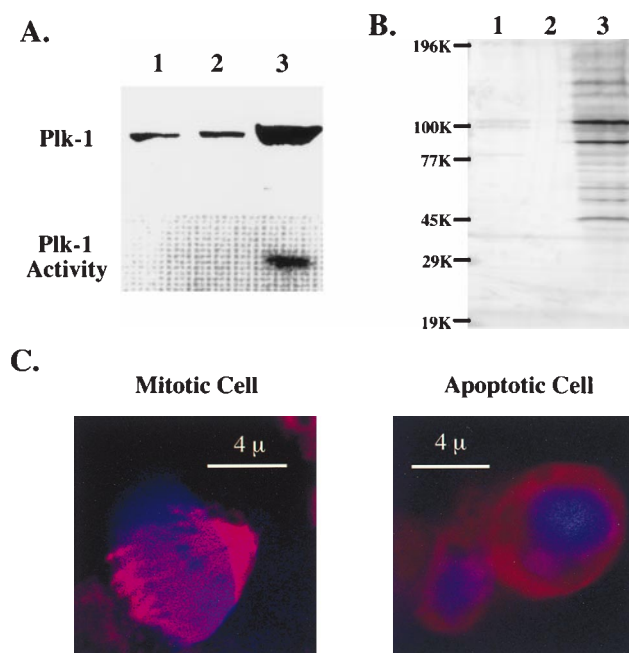 A.
1 2 3
Plk-1
Plk-1
Activity
B.
1 2 3
196K
100K
77K
45K
29K
19K
C.
Mitotic Cell
4 μ
Apoptotic Cell
4 μ